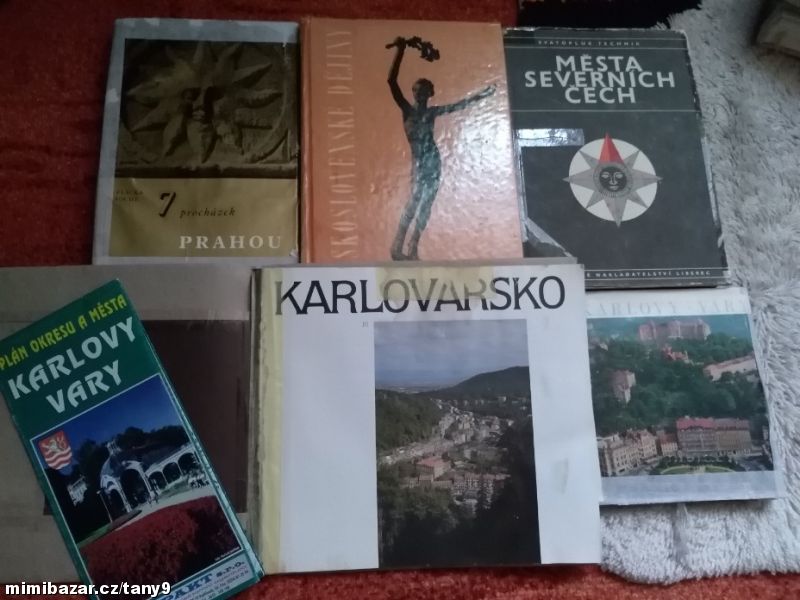 7 procházek
PRAHOU
SKOSLOVENSKÉ DĚJINY
SVATOPLUK TECHNIK
MĚSTA
SEVERNÍCH
ČECH
NAKLADATELSTVÍ LIBEREC
PLÁN OKRESU A MĚSTA
KARLOVY
VARY
s.r.o.
KARLOVARSKO
KARLOVY VARY
mimibazar.cz/tany9